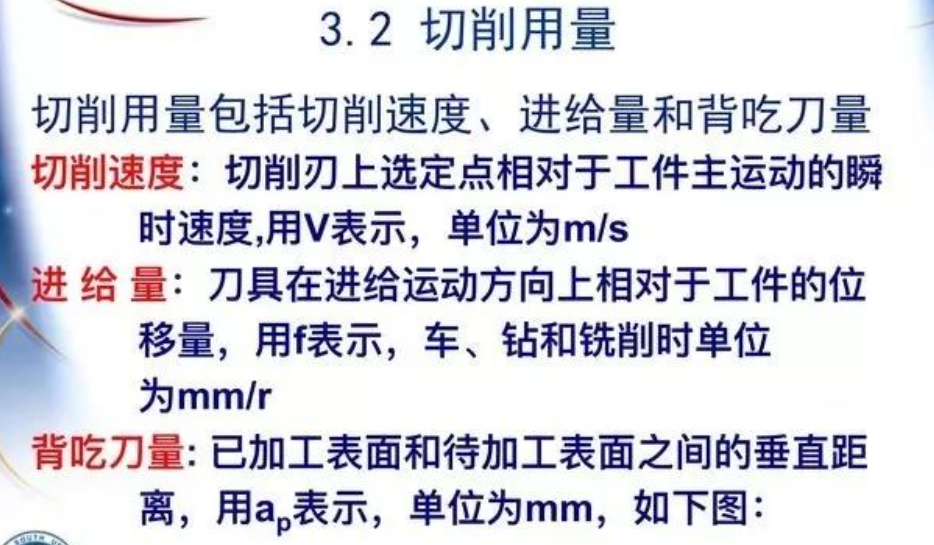 3.2 切削用量
切削用量包括切削速度、进给量和背吃刀量
切削速度：切削刃上选定点相对于工件主运动的瞬
时速度,用V表示，单位为m/s
进 给 量：刀具在进给运动方向上相对于工件的位
移量，用f表示，车、钻和铣削时单位
为mm/r
背吃刀量：已加工表面和待加工表面之间的垂直距
离，用ap表示，单位为mm，如下图：